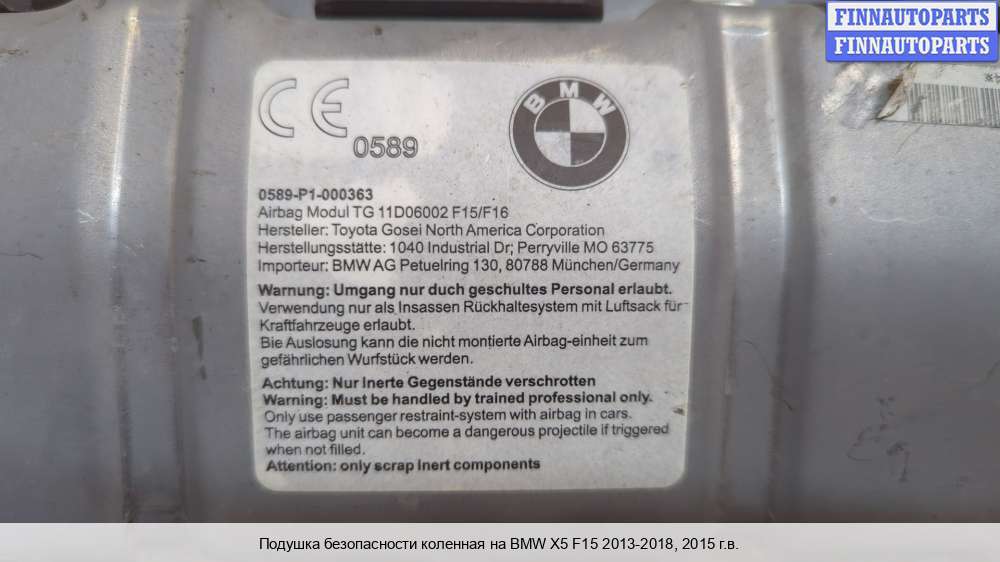 FINNAUTOPARTS
FINNAUTOPARTS
CE
0589
BMW
0589-P1-000363
Airbag Modul TG 11D06002 F15/F16
Hersteller: Toyota Gosei North America Corporation
Herstellungsstätte: 1040 Industrial Dr; Perryville MO 63775
Importeur: BMW AG Petuelring 130, 80788 München/Germany
Warnung: Umgang nur duch geschultes Personal erlaubt.
Verwendung nur als Insassen Rückhaltesystem mit Luftsack für
Kraftfahrzeuge erlaubt.
Bie Auslosung kann die nicht montierte Airbag-einheit zum
gefährlichen Wurfstück werden.
Achtung: Nur Inerte Gegenstände verschrotten
Warning: Must be handled by trained professional only.
Only use passenger restraint-system with airbag in cars.
The airbag unit can become a dangerous projectile if triggered
when not filled.
Attention: only scrap inert components
Подушка безопасности коленная на BMW X5 F15 2013-2018, 2015 г.в.